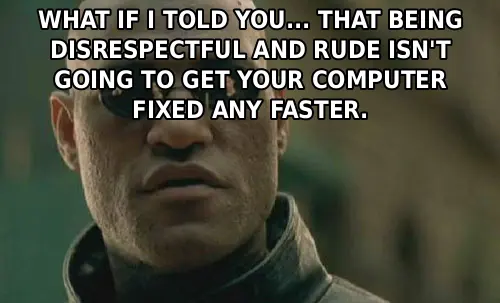 WHAT IF I TOLD YOU... THAT BEING
DISRESPECTFUL AND RUDE ISN'T
GOING TO GET YOUR COMPUTER
FIXED ANY FASTER.